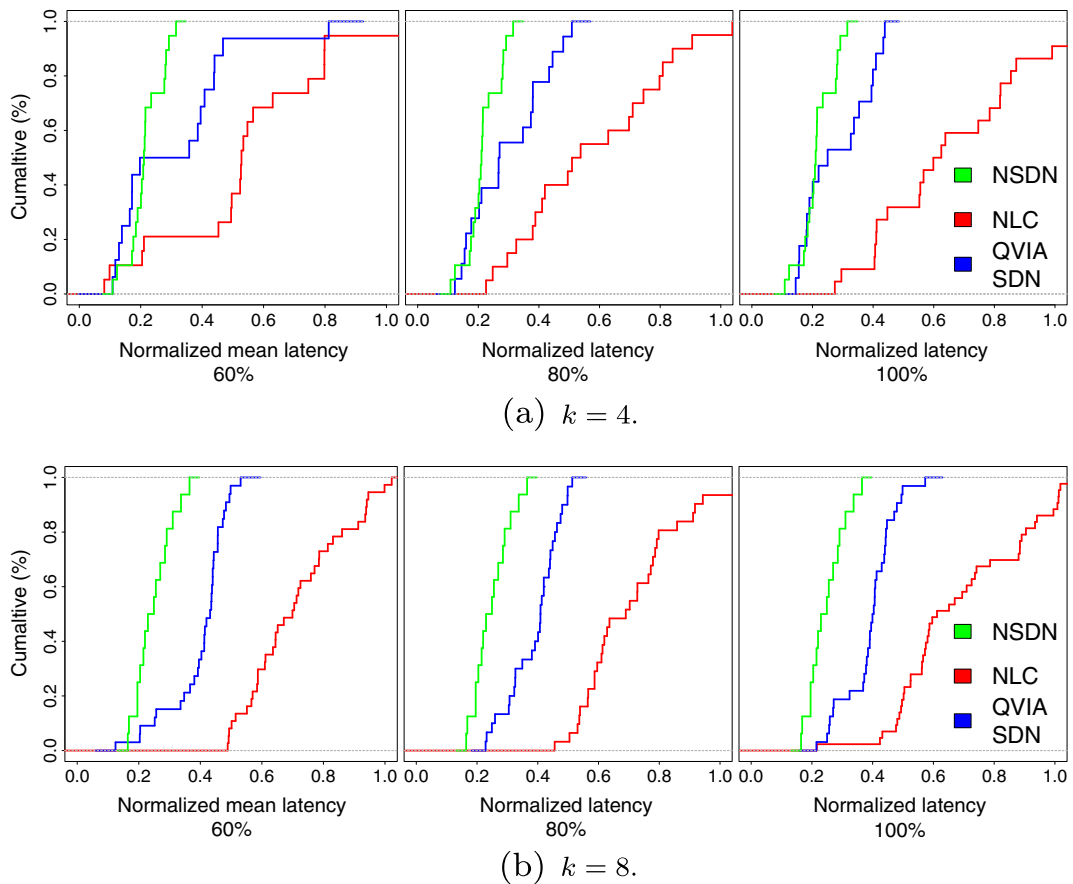 Cumaltive (%)
0.0 0.2 0.4 0.6 0.8 1.0
0.0 0.2 0.4 0.6 0.8 1.0
Normalized mean latency
60%
0.0 0.2 0.4 0.6 0.8 1.0
Normalized latency
80%
NSDN
NLC
QVIA
SDN
0.0 0.2 0.4 0.6 0.8 1.0
Normalized latency
100%
(a) k = 4.
Cumaltive (%)
0.0 0.2 0.4 0.6 0.8 1.0
0.0 0.2 0.4 0.6 0.8 1.0
Normalized mean latency
60%
0.0 0.2 0.4 0.6 0.8 1.0
Normalized latency
80%
NSDN
NLC
QVIA
SDN
0.0 0.2 0.4 0.6 0.8 1.0
Normalized latency
100%
(b) k = 8.